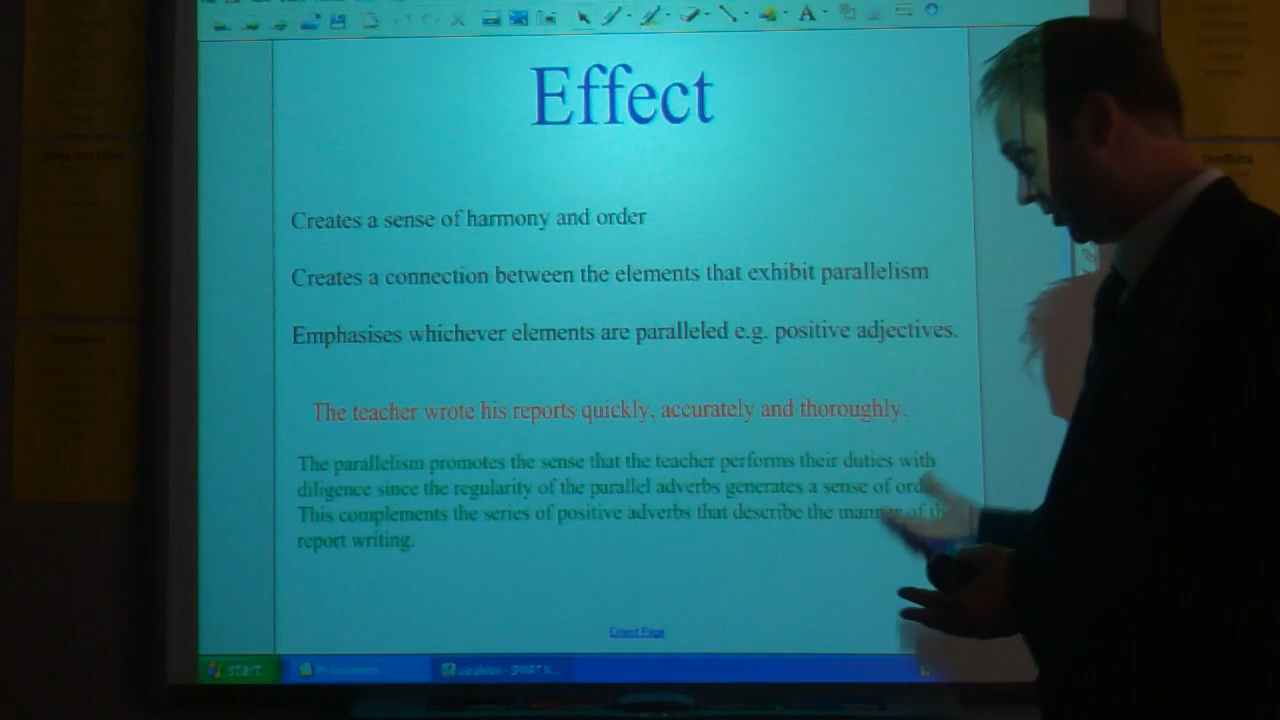 Effect
Creates a sense of harmony and order
Creates a connection between the elements that exhibit parallelism
Emphasises whichever elements are paralleled e.g. positive adjectives.
The teacher wrote his reports quickly, accurately and thoroughly.
The parallelism promotes the sense that the teacher performs their duties with
diligence since the regularity of the parallel adverbs generates a sense of
This complements the series of positive adverbs that describe the manner of
report writing.
start